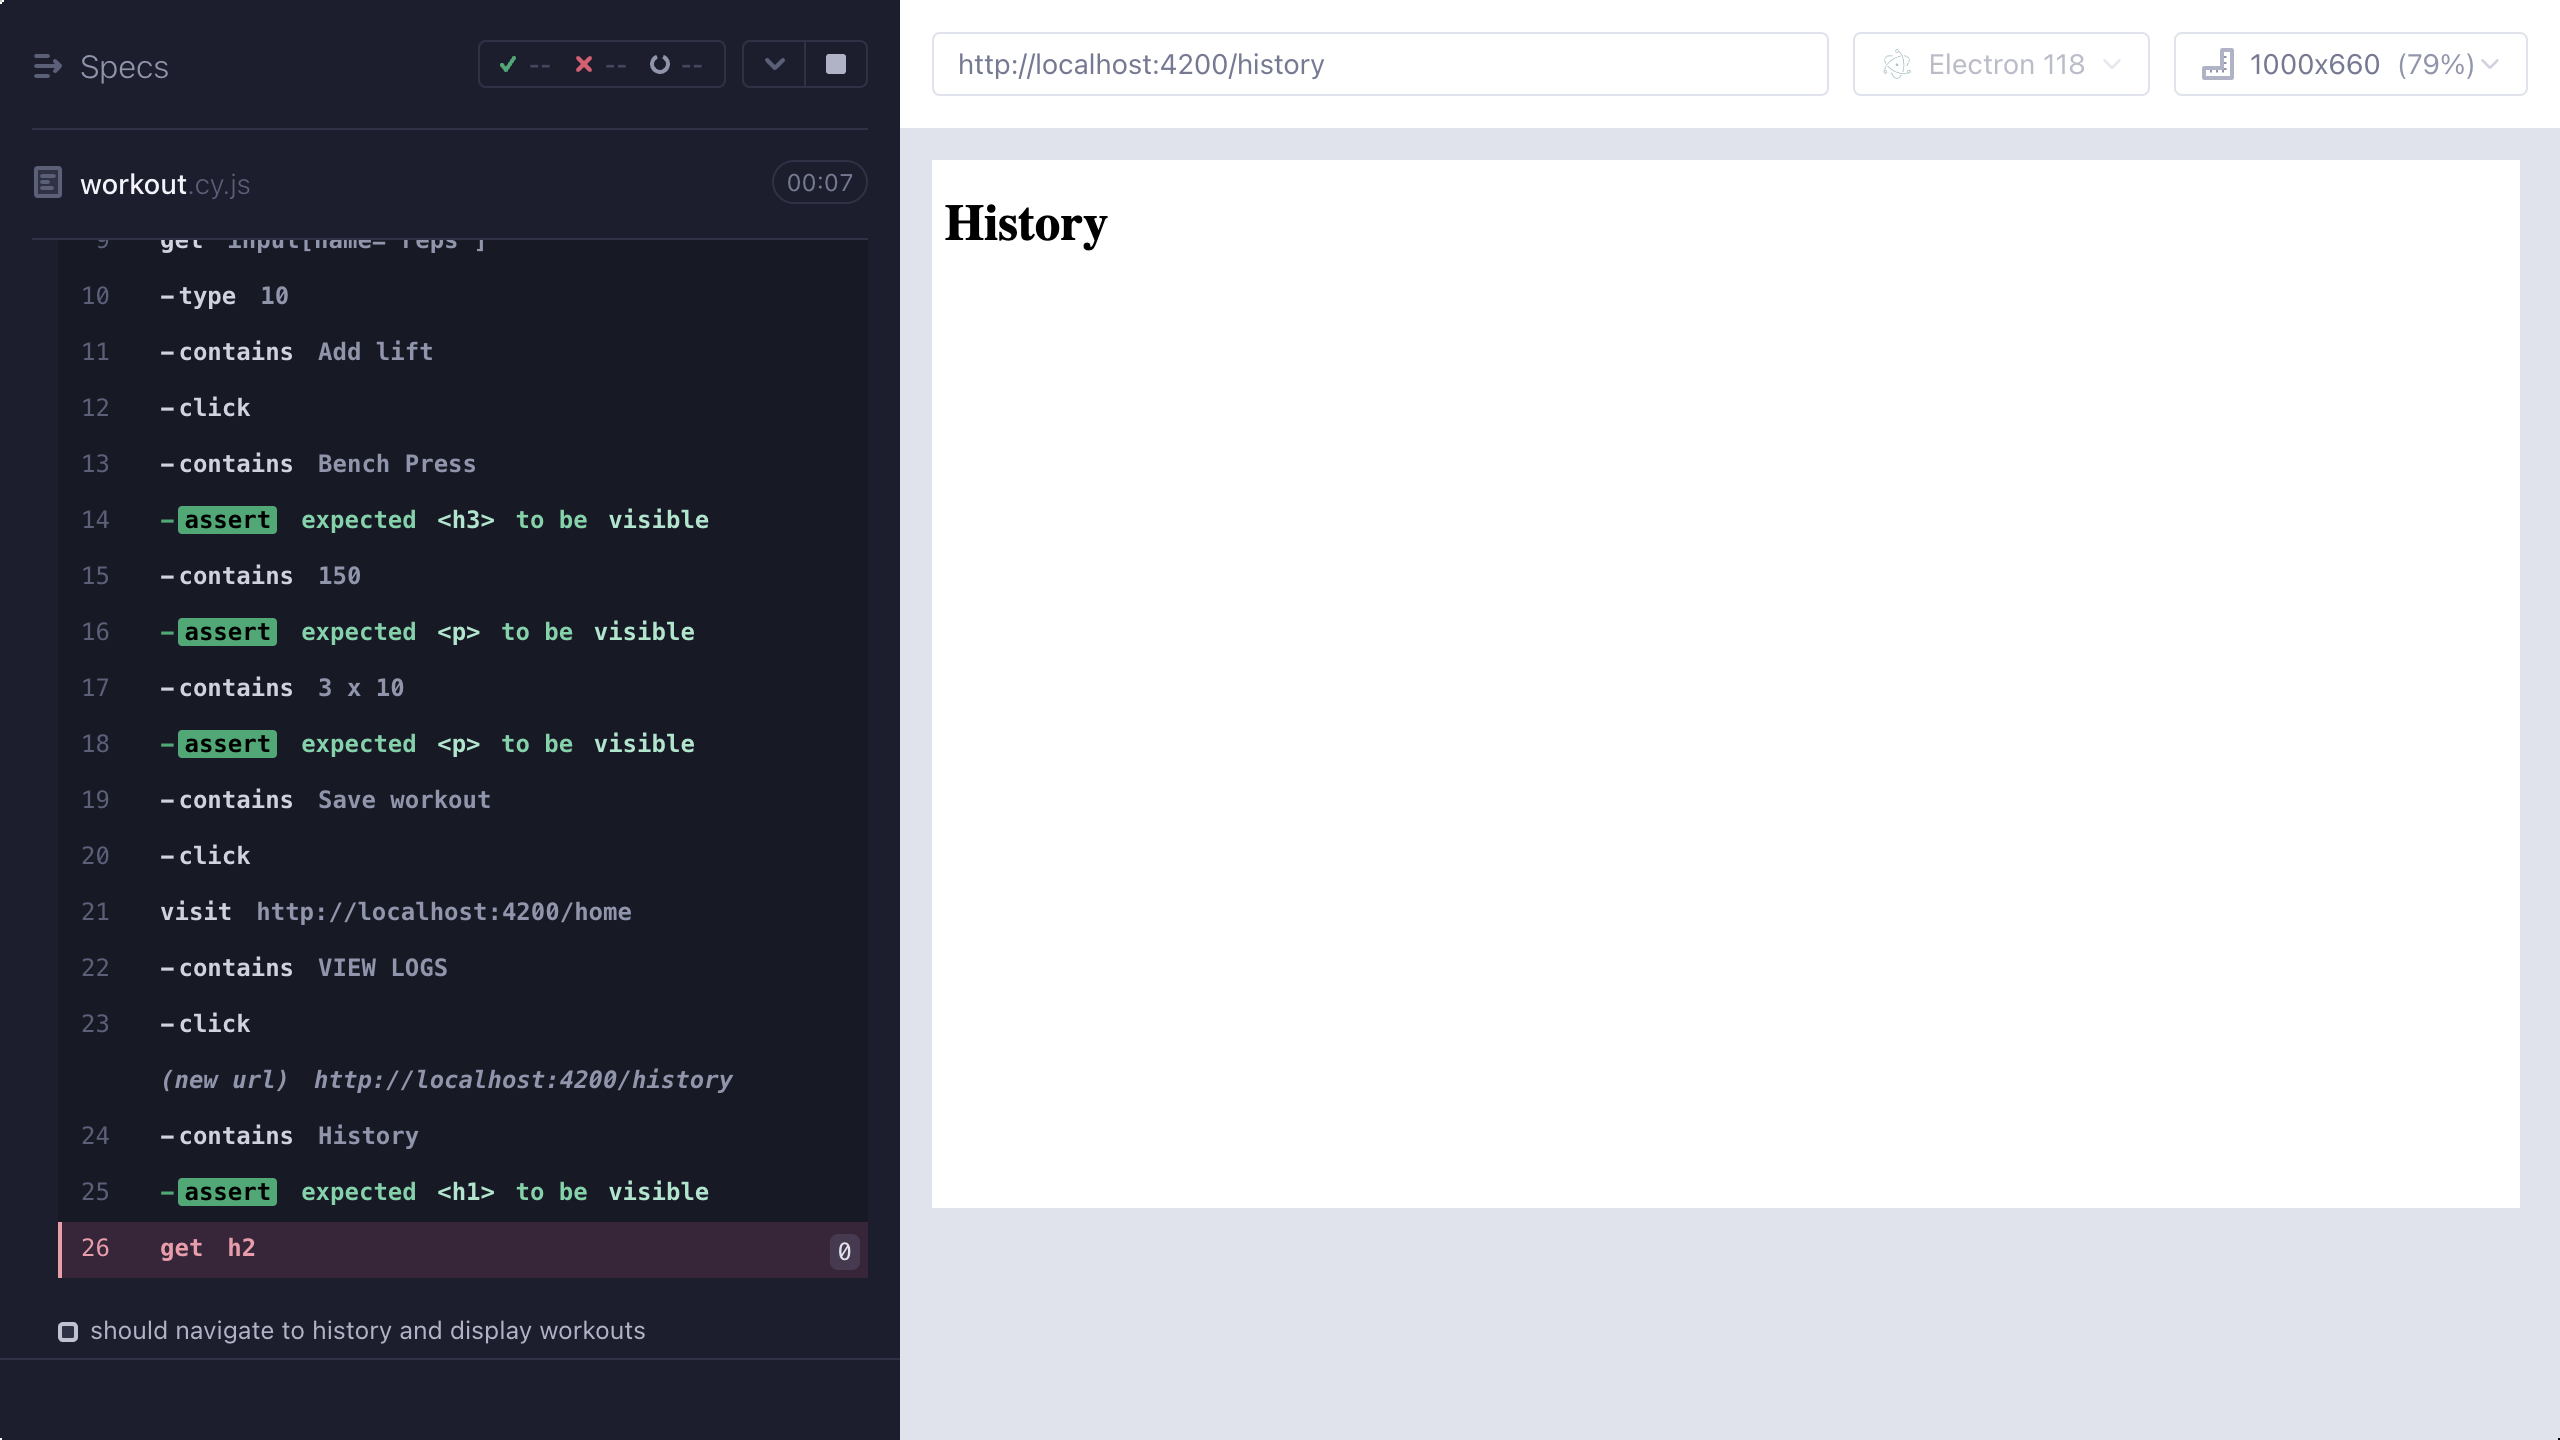 Specs
-- -- --
workout.cy.js
00:07
9 get input[name="reps"]
10 -type 10
11 -contains Add lift
12 -click
13 -contains Bench Press
14 -assert expected <h3> to be visible
15 -contains 150
16 -assert expected <p> to be visible
17 -contains 3 x 10
18 -assert expected <p> to be visible
19 -contains Save workout
20 -click
21 visit http://localhost:4200/home
22 -contains VIEW LOGS
23 -click
(new url) http://localhost:4200/history
24 -contains History
25 -assert expected <h1> to be visible
26 get h2 0
should navigate to history and display workouts
http://localhost:4200/history
Electron 118
1000x660 (79%)
History